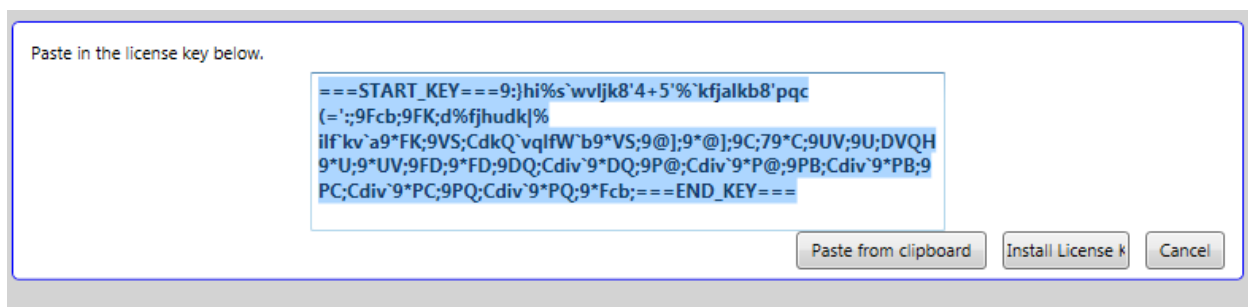 Paste in the license key below.
===START_KEY===9:}hi%s`wvljk8'4+5'%`kfjalkb8'pqc
(=':;9Fcb;9FK;d%fjhudk|%
ilf`kv`a9*FK;9VS;CdkQ`vqlfW`b9*VS;9@];9*@];9C;79*C;9UV;9U;DVQH
9*U;9*UV;9FD;9*FD;9DQ;Cdiv`9*DQ;9P@;Cdiv`9*P@;9PB;Cdiv`9*PB;9
PC;Cdiv`9*PC;9PQ;Cdiv`9*PQ;9*Fcb;===END_KEY===
Paste from clipboard
Install License K
Cancel